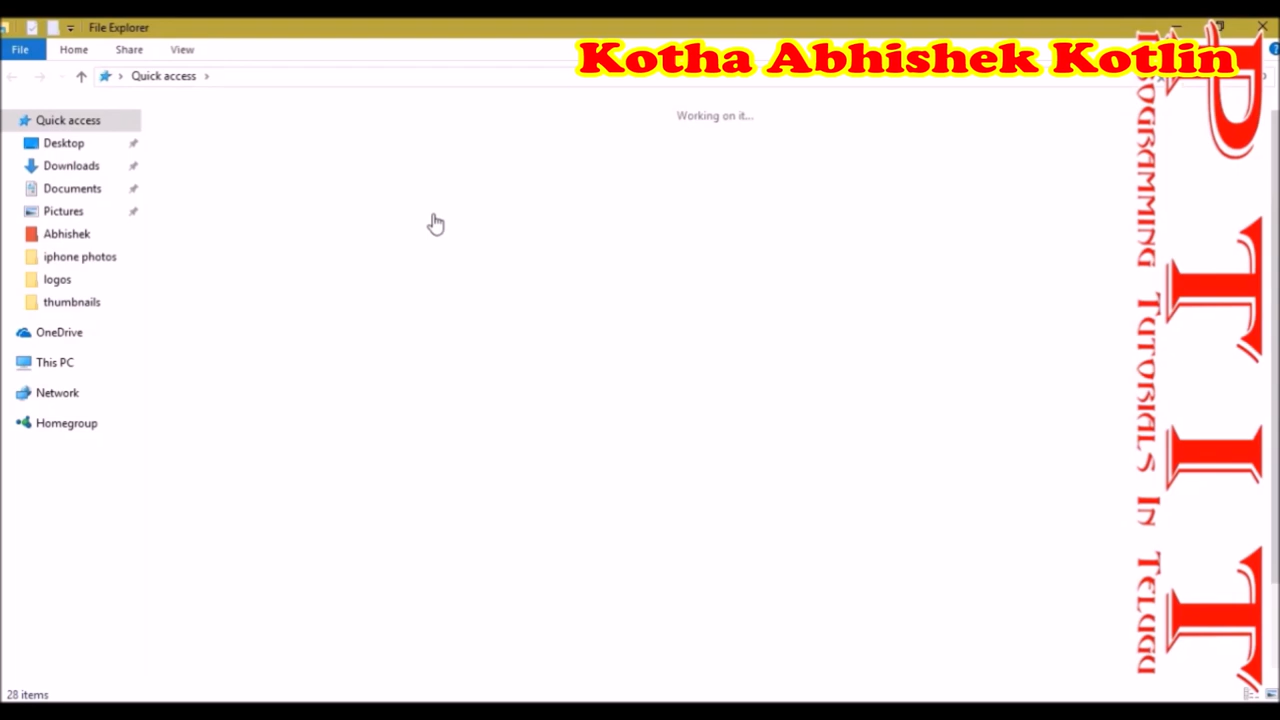 File Explorer
File Home Share View
Kotha Abhishek Kotlin
Quick access
Working on it...
Quick access
Desktop
Downloads
Documents
Pictures
Abhishek
iphone photos
logos
thumbnails
OneDrive
This PC
Network
Homegroup
28 items
P T I T
Programming Tutorials In Telugu